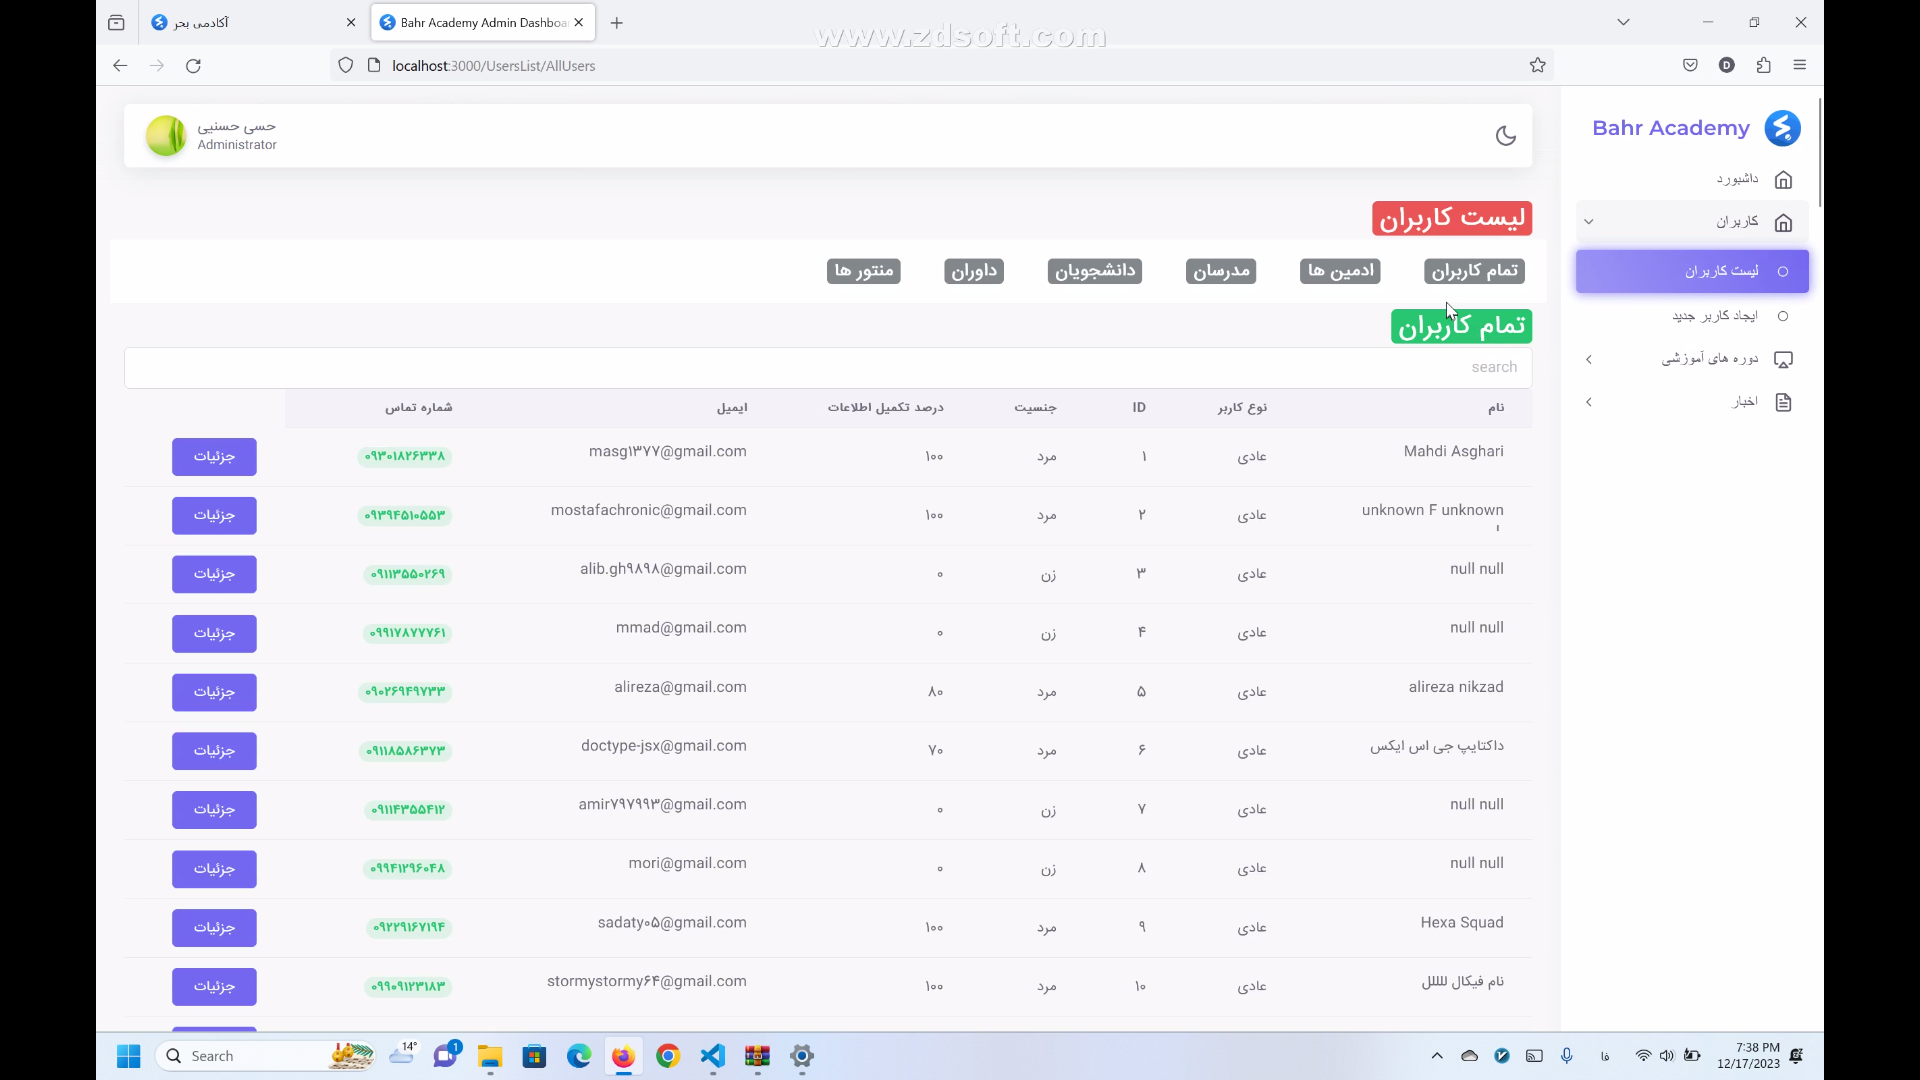 آکادمی بحر
Bahr Academy Admin Dashboa
www.zdsoft.com
localhost:3000/UsersList/AllUsers
D
حسی حسنیی
Administrator
Bahr Academy
داشبورد
کاربران
لیست کاربران
ایجاد کاربر جدید
دوره های آموزشی
اخبار
لیست کاربران
تمام کاربران ادمین ها مدرسان دانشجویان داوران منتور ها
تمام کاربران
search
نام نوع کاربر ID جنسیت درصد تکمیل اطلاعات ایمیل شماره تماس
Mahdi Asghari عادی ۱ مرد ۱۰۰ masg۱۳۷۷@gmail.com ۰۹۳۰۱۸۲۶۳۳۸ جزئیات
unknown F unknown عادی ۲ مرد ۱۰۰ mostafachronic@gmail.com ۰۹۳۹۴۵۱۰۵۵۳ جزئیات
null null عادی ۳ زن ۰ alib.gh۹۸۹۸@gmail.com ۰۹۱۱۳۵۵۰۲۶۹ جزئیات
null null عادی ۴ زن ۰ mmad@gmail.com ۰۹۹۱۷۸۷۷۷۶۱ جزئیات
alireza nikzad عادی ۵ مرد ۸۰ alireza@gmail.com ۰۹۰۲۶۹۴۹۷۳۳ جزئیات
داکتایپ جی اس ایکس عادی ۶ مرد ۷۰ doctype-jsx@gmail.com ۰۹۱۱۸۵۸۶۳۷۳ جزئیات
null null عادی ۷ زن ۰ amir۷۹۷۹۹۳@gmail.com ۰۹۱۱۴۳۵۵۴۱۲ جزئیات
null null عادی ۸ زن ۰ mori@gmail.com ۰۹۹۴۱۲۹۶۰۴۸ جزئیات
Hexa Squad عادی ۹ مرد ۱۰۰ sadaty۰۵@gmail.com ۰۹۲۲۹۱۶۷۱۹۴ جزئیات
نام فیکال للللل عادی ۱۰ مرد ۱۰۰ stormystormy۶۴@gmail.com ۰۹۹۰۹۱۲۳۱۸۳ جزئیات
Search
14°
1
فا
7:38 PM
12/17/2023